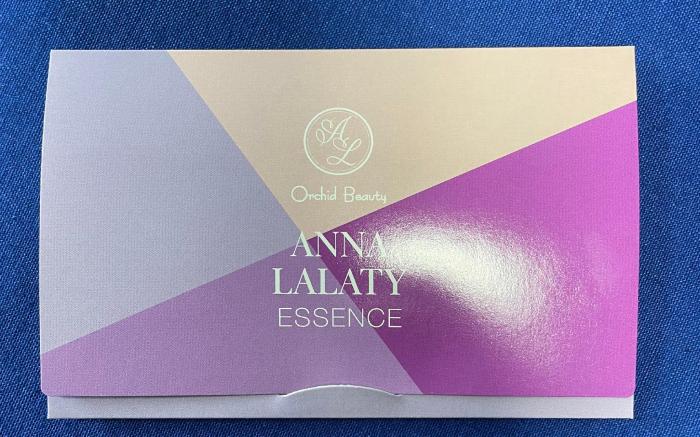 AL
Orchid Beauty
ANNA
LALATY
ESSENCE